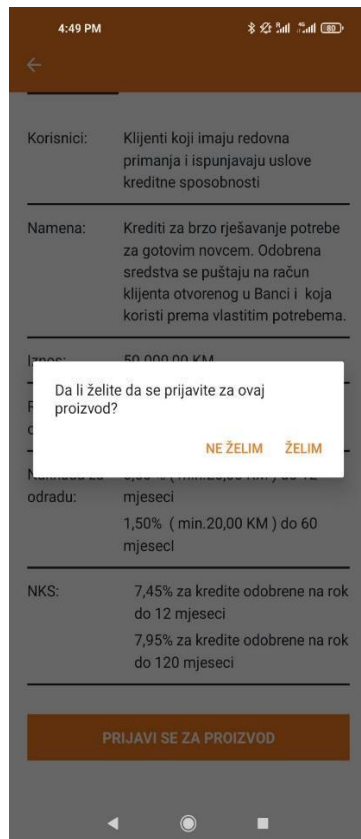 4:49 PM
80
Korisnici:
Klijenti koji imaju redovna
primanja i ispunjavaju uslove
kreditne sposobnosti
Namena:
Krediti za brzo rješavanje potrebe
za gotovim novcem. Odobrena
sredstva se puštaju na račun
klijenta otvorenog u Banci i koja
koristi prema vlastitim potrebema.
Iznos:
50.000,00 KM
Da li želite da se prijavite za ovaj
proizvod?
NE ŽELIM ŽELIM
odradu:
mjeseci
1,50% ( min.20,00 KM ) do 60
mjesecI
NKS:
7,45% za kredite odobrene na rok
do 12 mjeseci
7,95% za kredite odobrene na rok
do 120 mjeseci
PRIJAVI SE ZA PROIZVOD